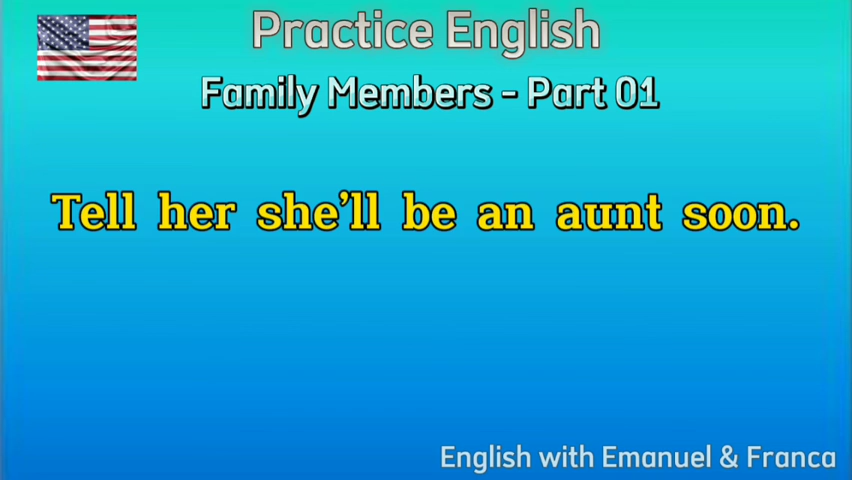 Practice English
Family Members - Part 01
Tell her she’ll be an aunt soon.
English with Emanuel & Franca